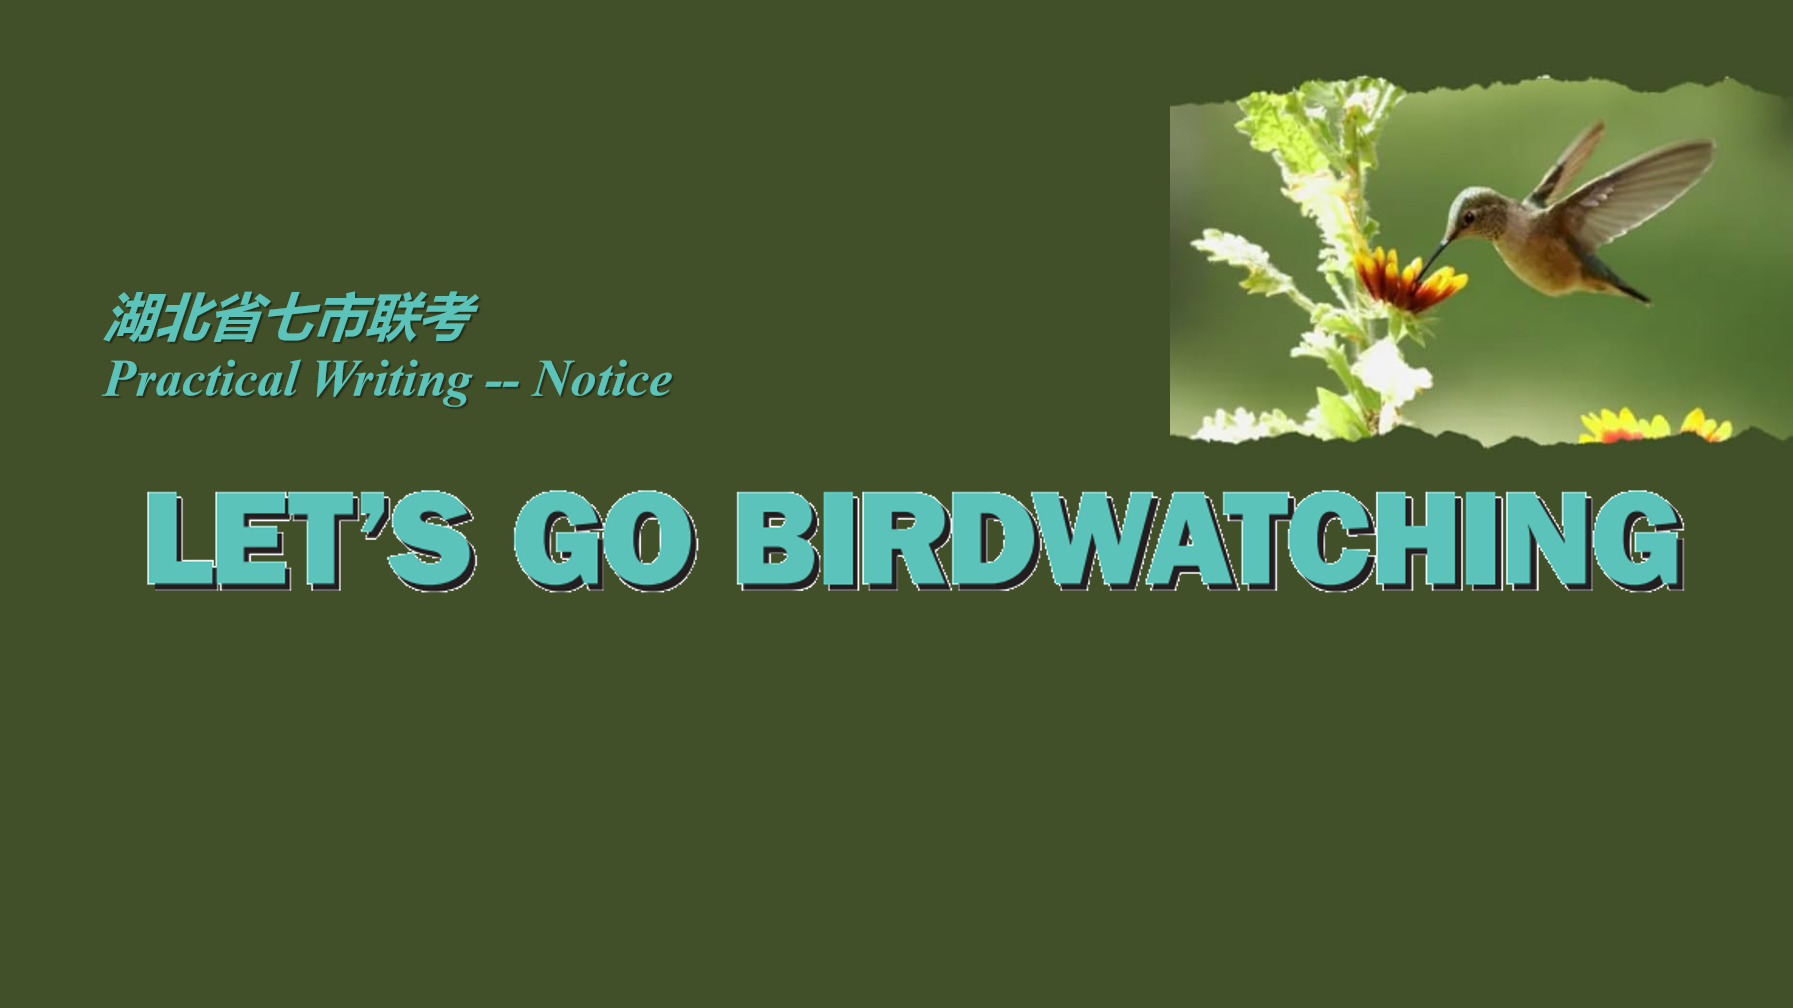 湖北省七市联考
Practical Writing -- Notice
LET’S GO BIRDWATCHING